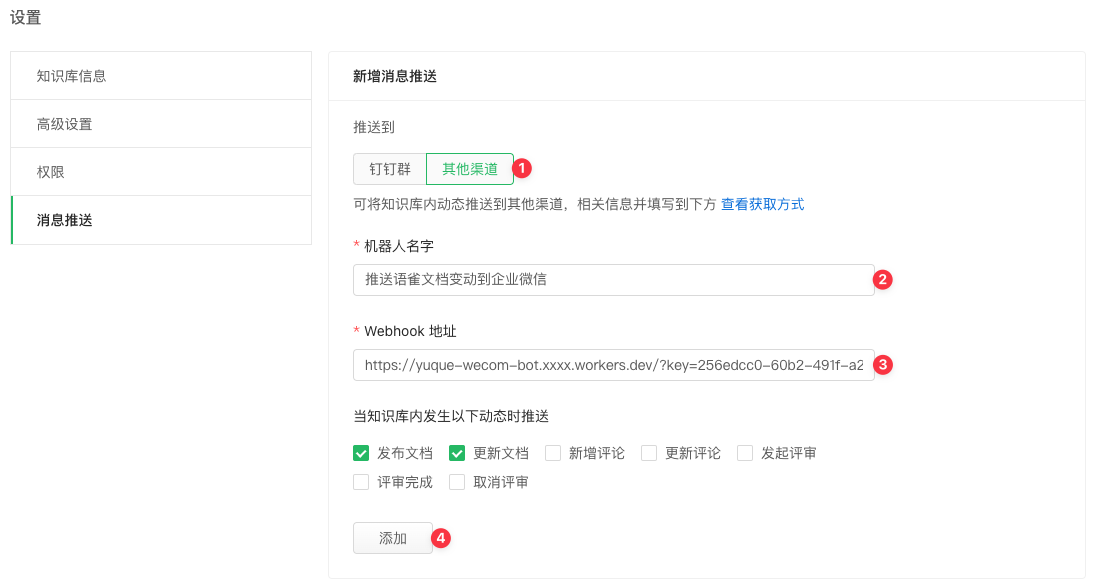 设置
知识库信息
高级设置
权限
消息推送
新增消息推送
推送到
钉钉群 其他渠道 1
可将知识库内动态推送到其他渠道，相关信息并填写到下方 查看获取方式
* 机器人名字
推送语雀文档变动到企业微信 2
* Webhook 地址
https://yuque-wecom-bot.xxxx.workers.dev/?key=256edcc0-60b2-491f-a2 3
当知识库内发生以下动态时推送
发布文档 更新文档 新增评论 更新评论 发起评审
评审完成 取消评审
添加 4